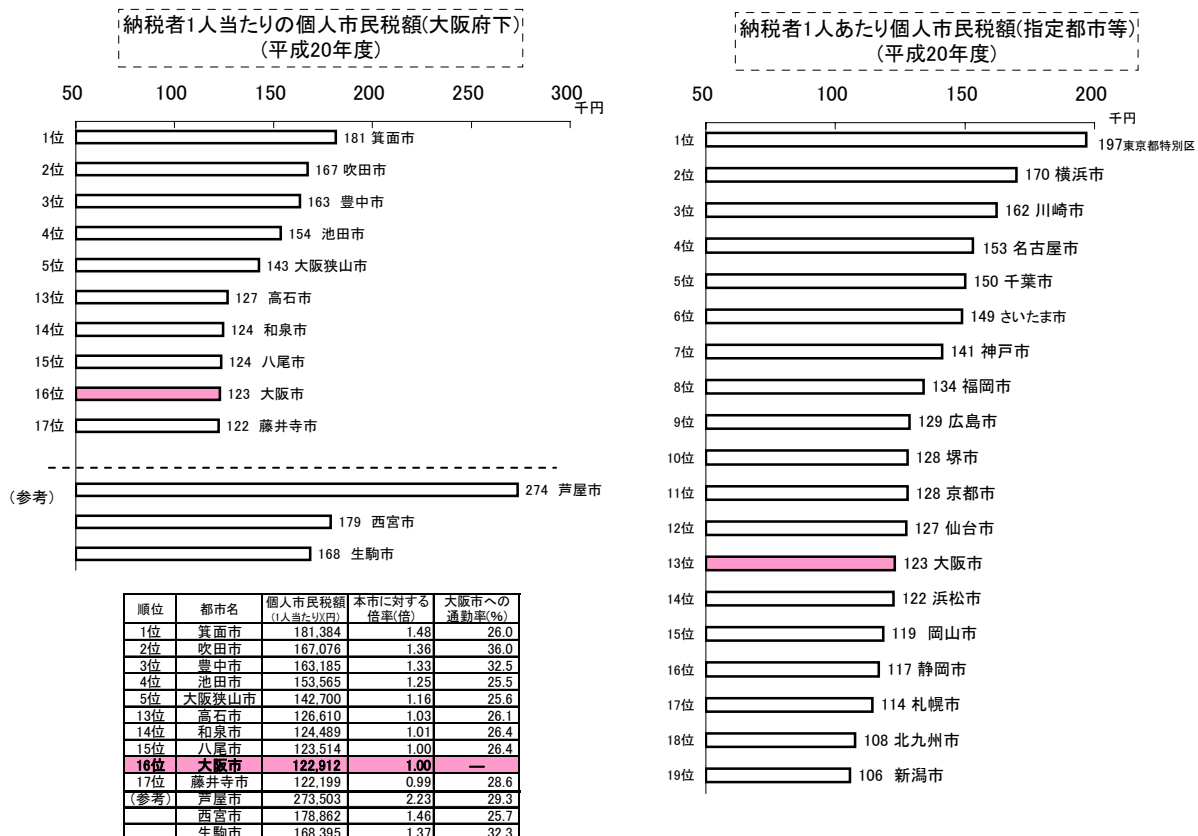 納税者1人当たりの個人市民税額(大阪府下)
(平成20年度)
50 100 150 200 250 300
千円
1位 181 箕面市
2位 167 吹田市
3位 163 豊中市
4位 154 池田市
5位 143 大阪狭山市
13位 127 高石市
14位 124 和泉市
15位 124 八尾市
16位 123 大阪市
17位 122 藤井寺市
(参考) 274 芦屋市
179 西宮市
168 生駒市
順位 都市名 個人市民税額(1人当たり)(円) 本市に対する倍率(倍) 大阪市への通勤率(%)
1位 箕面市 181,384 1.48 26.0
2位 吹田市 167,076 1.36 36.0
3位 豊中市 163,185 1.33 32.5
4位 池田市 153,565 1.25 25.5
5位 大阪狭山市 142,700 1.16 25.6
13位 高石市 126,610 1.03 26.1
14位 和泉市 124,489 1.01 26.4
15位 八尾市 123,514 1.00 26.4
16位 大阪市 122,912 1.00 ―
17位 藤井寺市 122,199 0.99 28.6
(参考) 芦屋市 273,503 2.23 29.3
西宮市 178,862 1.46 25.7
生駒市 168,395 1.37 32.3
納税者1人あたり個人市民税額(指定都市等)
(平成20年度)
50 100 150 200
千円
1位 197東京都特別区
2位 170 横浜市
3位 162 川崎市
4位 153 名古屋市
5位 150 千葉市
6位 149 さいたま市
7位 141 神戸市
8位 134 福岡市
9位 129 広島市
10位 128 堺市
11位 128 京都市
12位 127 仙台市
13位 123 大阪市
14位 122 浜松市
15位 119 岡山市
16位 117 静岡市
17位 114 札幌市
18位 108 北九州市
19位 106 新潟市